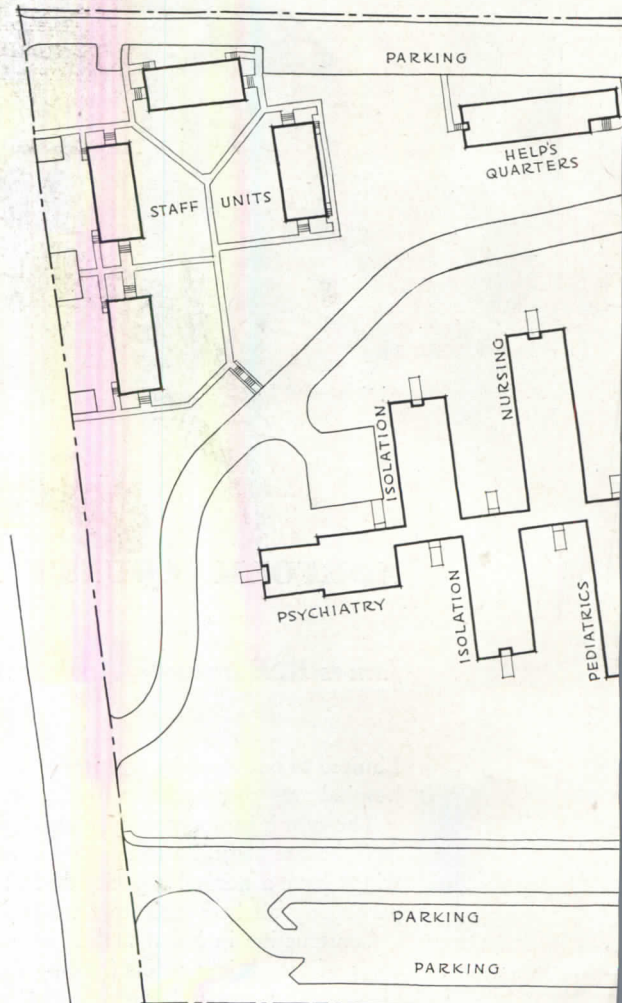 PARKING
HELP'S
QUARTERS
STAFF UNITS
NURSING
ISOLATION
PSYCHIATRY
ISOLATION
PEDIATRICS
PARKING
PARKING